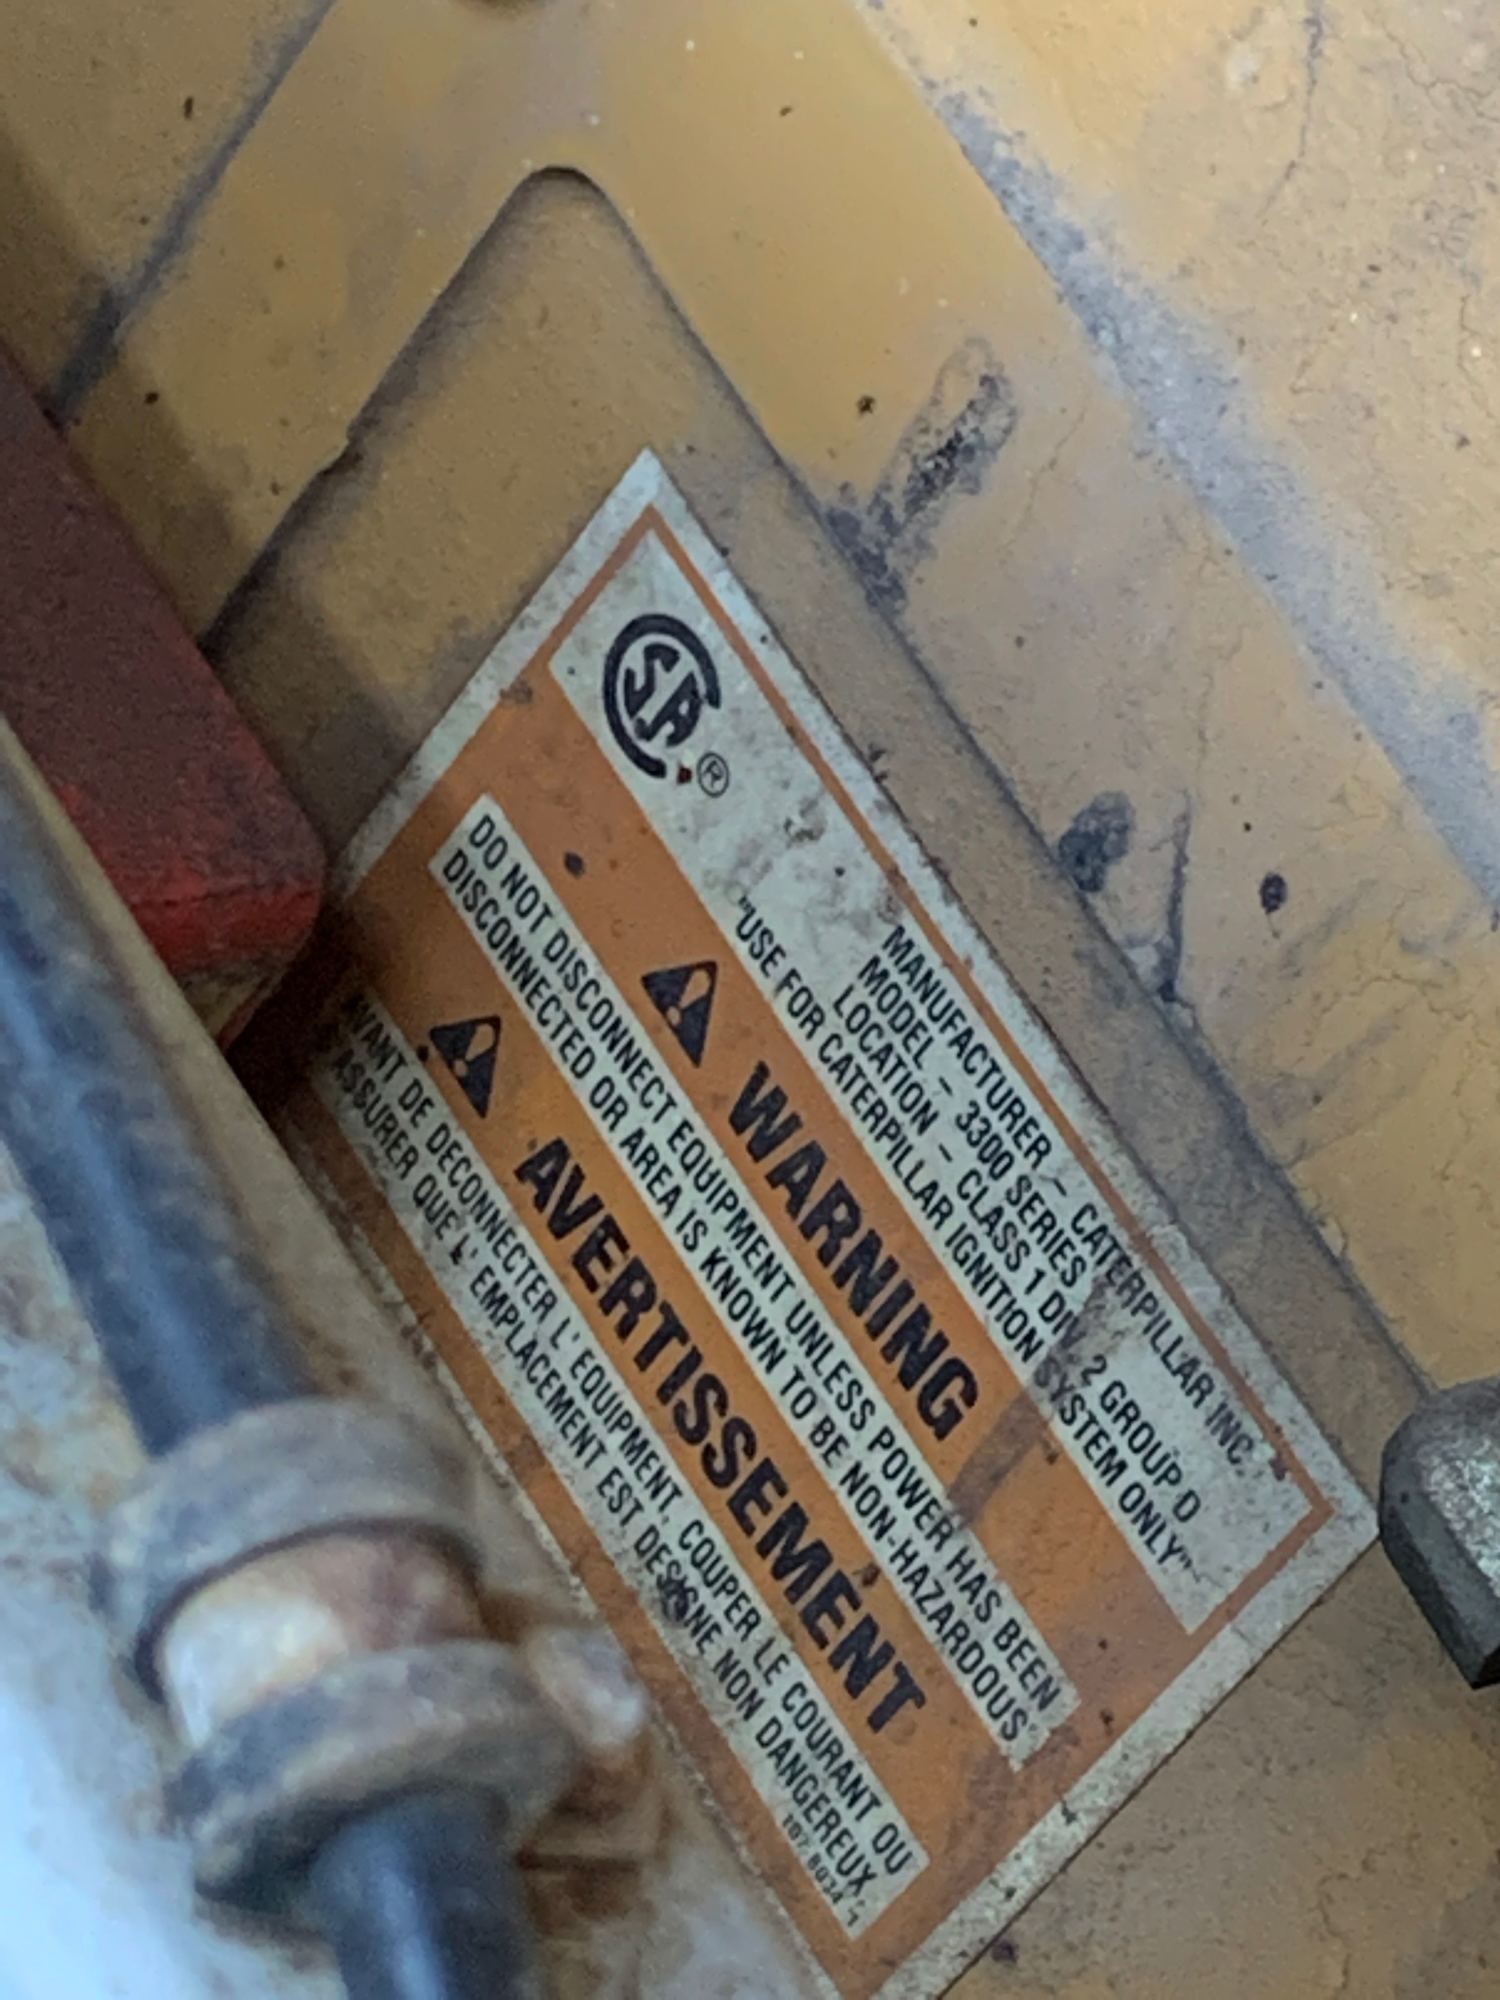 SA ®
MANUFACTURER – CATERPILLAR INC.
MODEL – 3300 SERIES
LOCATION – CLASS 1 DIV. 2 GROUP D
"USE FOR CATERPILLAR IGNITION SYSTEM ONLY"
WARNING
DO NOT DISCONNECT EQUIPMENT UNLESS POWER HAS BEEN
DISCONNECTED OR AREA IS KNOWN TO BE NON-HAZARDOUS
AVERTISSEMENT
AVANT DE DECONNECTER L' EQUIPMENT, COUPER LE COURANT OU
ASSURER QUE L' EMPLACEMENT EST DESIGNE NON DANGEREUX.